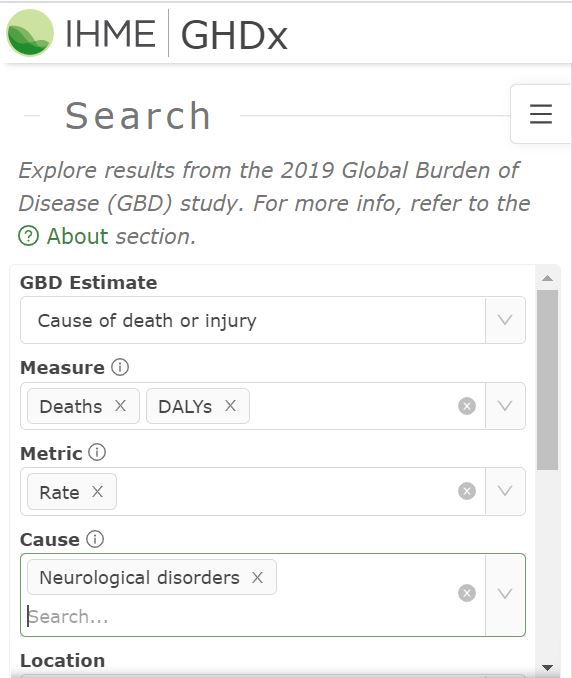 IHME GHDx
Search
Explore results from the 2019 Global Burden of
Disease (GBD) study. For more info, refer to the
About section.
GBD Estimate
Cause of death or injury
Measure
Deaths X DALYs X
Metric
Rate X
Cause
Neurological disorders X
Search...
Location